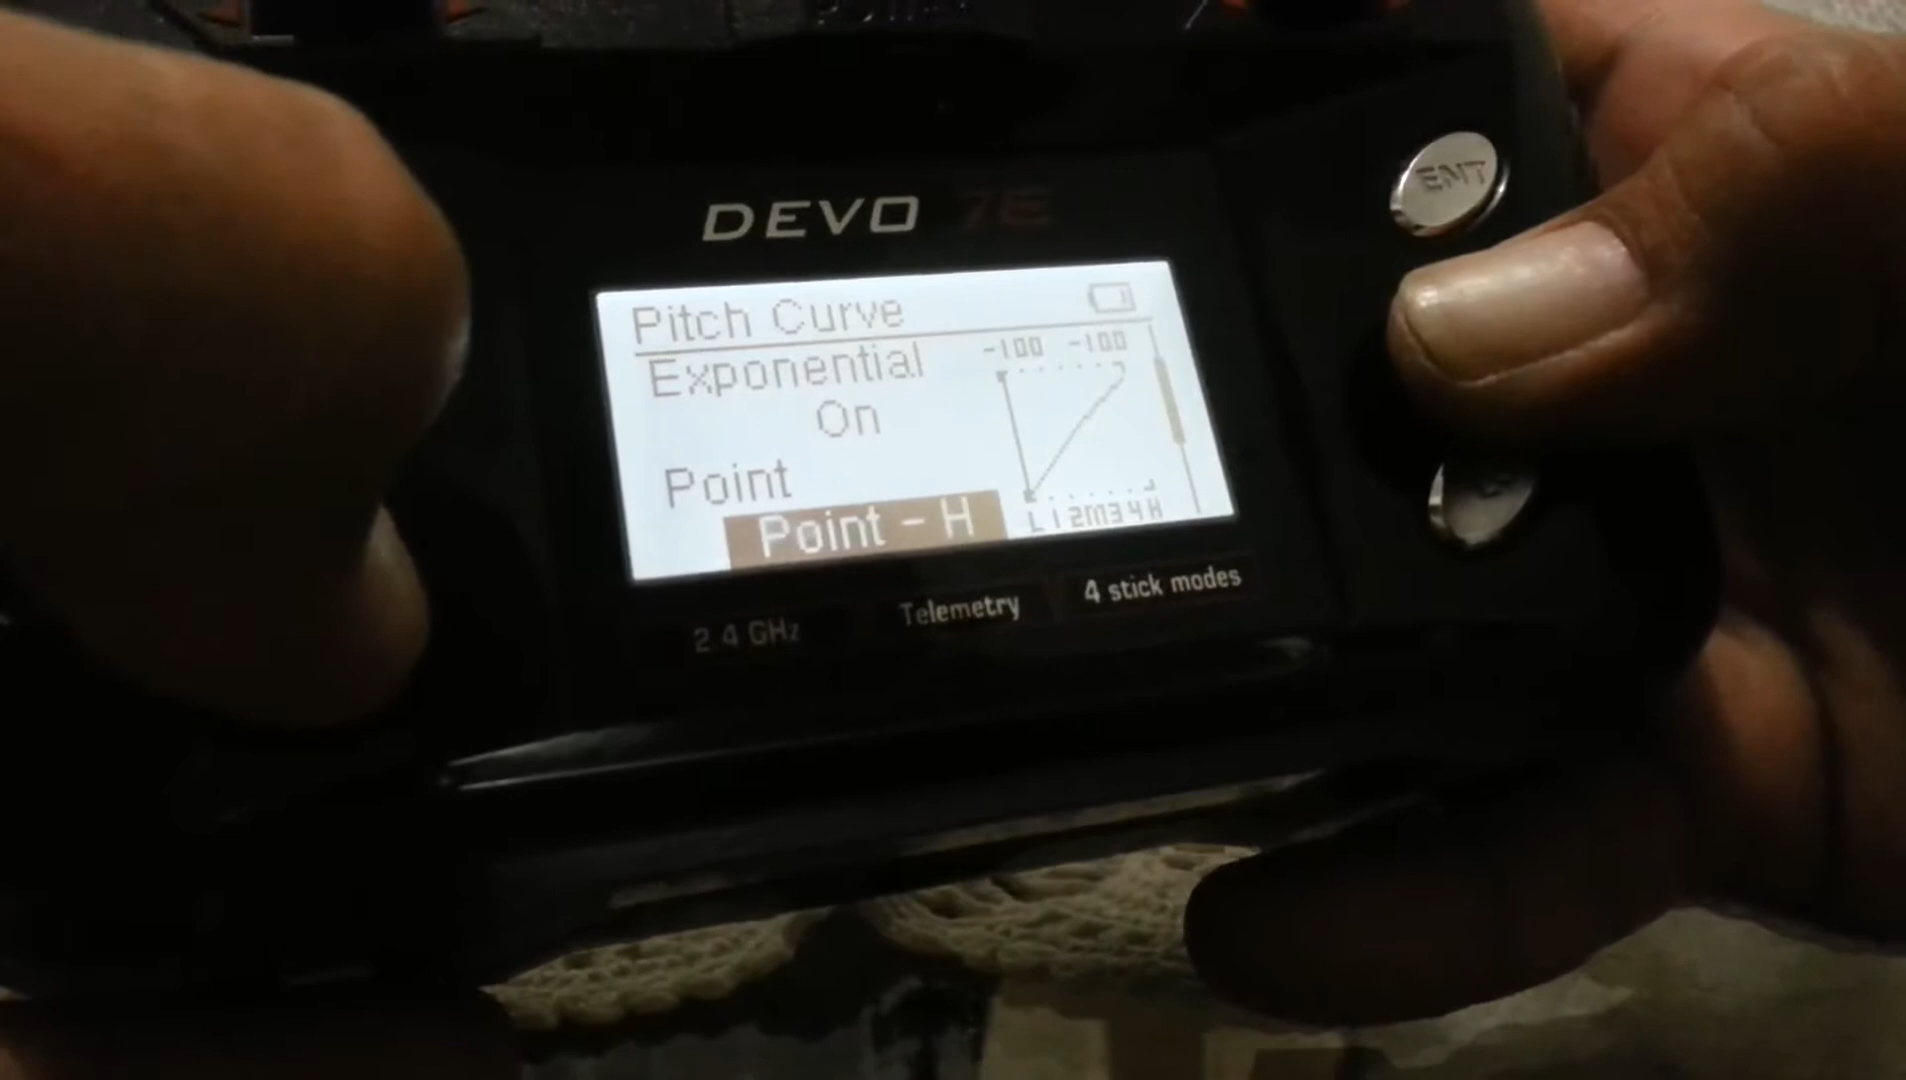 ENT
DEVO 7E
Pitch Curve
Exponential
-100 -100
On
Point
Point - H
L 1 2 M 3 4 H
2.4 GHz
Telemetry
4 stick modes